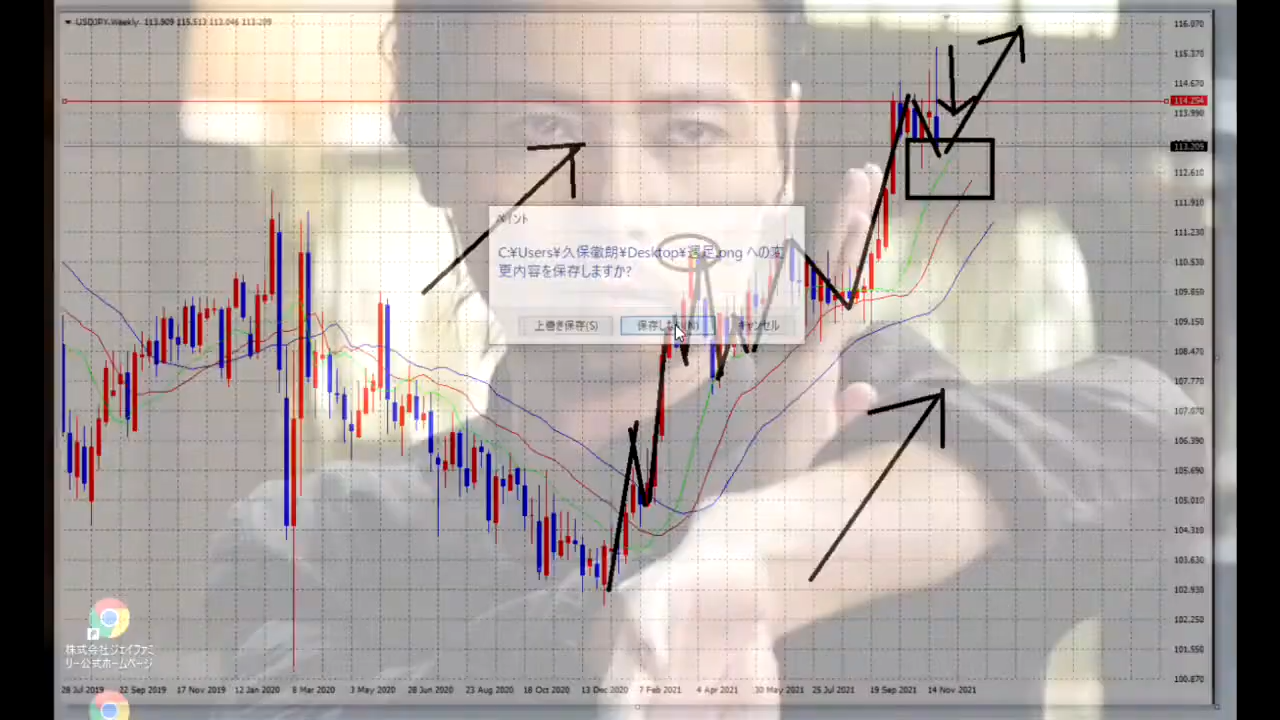 USDJPY,Weekly 113.909 115.513 113.046 113.209
116.070
115.370
114.670
114.294
113.990
113.209
112.610
111.910
111.230
110.530
109.850
109.150
108.470
107.770
107.070
106.390
105.690
105.010
104.310
103.630
102.930
102.250
101.550
100.870
ペイント
C:¥Users¥久保徹朗¥Desktop¥週足.png への変
更内容を保存しますか?
上書き保存(S)
キャンセル
株式会社ジェイファミ
リー公式ホームページ
28 Jul 2019 22 Sep 2019 17 Nov 2019 12 Jan 2020 8 Mar 2020 3 May 2020 28 Jun 2020 23 Aug 2020 18 Oct 2020 13 Dec 2020 7 Feb 2021 4 Apr 2021 30 May 2021 25 Jul 2021 19 Sep 2021 14 Nov 2021